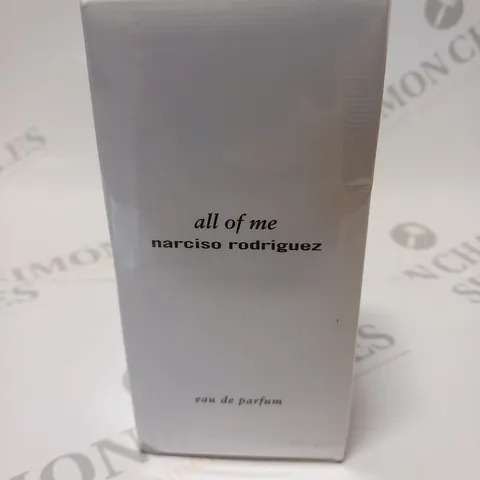 all of me
narciso rodriguez
eau de parfum